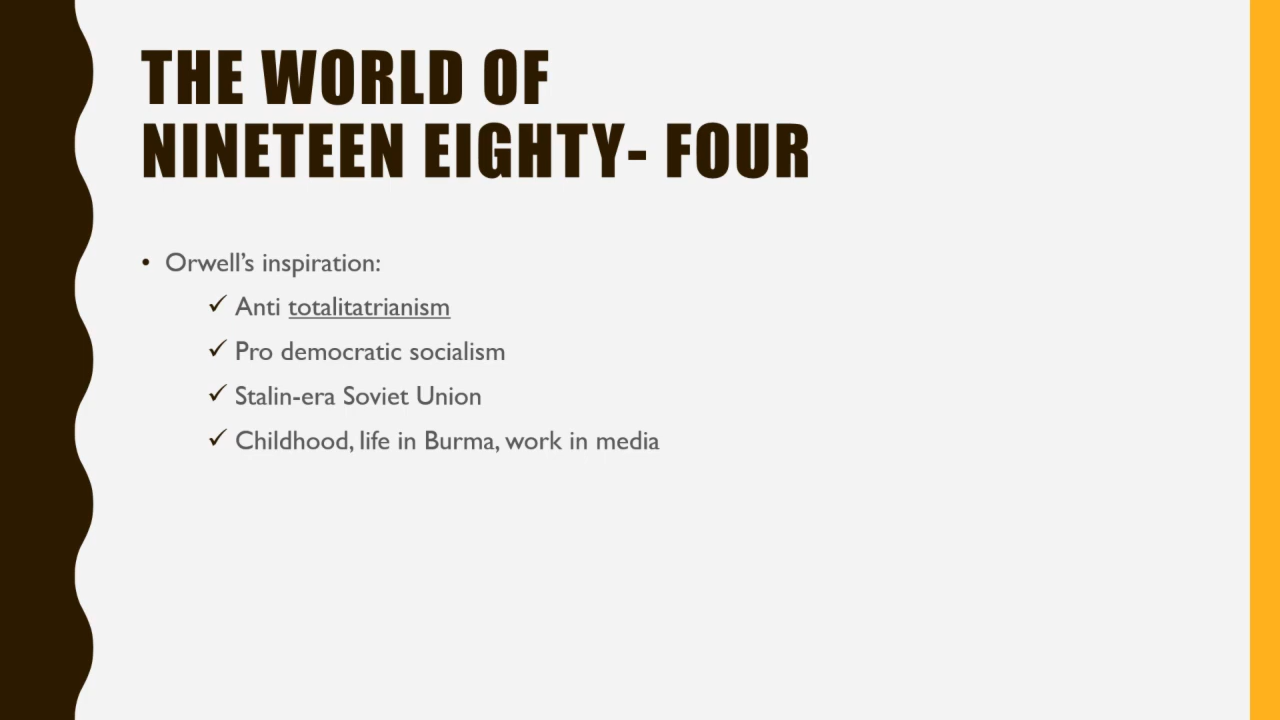 THE WORLD OF
NINETEEN EIGHTY- FOUR
• Orwell’s inspiration:
✓ Anti totalitatrianism
✓ Pro democratic socialism
✓ Stalin-era Soviet Union
✓ Childhood, life in Burma, work in media